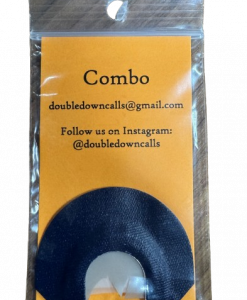 Combo
doubledowncalls@gmail.com
Follow us on Instagram:
@doubledowncalls